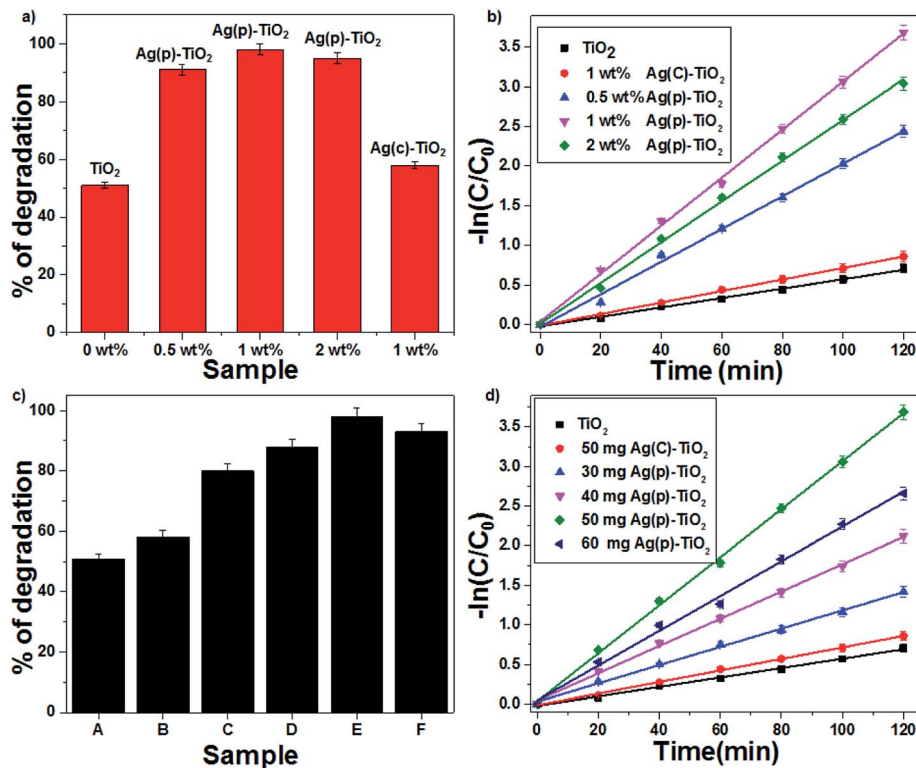 a)
% of degradation
100
80
60
40
20
0
TiO₂
Ag(p)-TiO₂
Ag(p)-TiO₂
Ag(p)-TiO₂
Ag(c)-TiO₂
0 wt% 0.5 wt% 1 wt% 2 wt% 1 wt%
Sample
b)
-ln(C/C₀)
3.5
3.0
2.5
2.0
1.5
1.0
0.5
0.0
TiO₂
1 wt% Ag(C)-TiO₂
0.5 wt% Ag(p)-TiO₂
1 wt% Ag(p)-TiO₂
2 wt% Ag(p)-TiO₂
0 20 40 60 80 100 120
Time (min)
c)
% of degradation
100
80
60
40
20
0
A B C D E F
Sample
d)
-ln(C/C₀)
3.5
3.0
2.5
2.0
1.5
1.0
0.5
0.0
TiO₂
50 mg Ag(C)-TiO₂
30 mg Ag(p)-TiO₂
40 mg Ag(p)-TiO₂
50 mg Ag(p)-TiO₂
60 mg Ag(p)-TiO₂
0 20 40 60 80 100 120
Time(min)